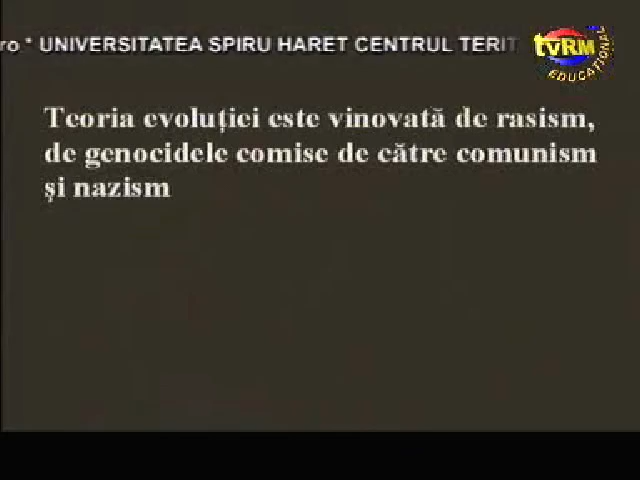 ro * UNIVERSITATEA SPIRU HARET CENTRUL TERIT
tvRM
EDUCAȚIONAL
Teoria evoluției este vinovată de rasism,
de genocidele comise de către comunism
și nazism